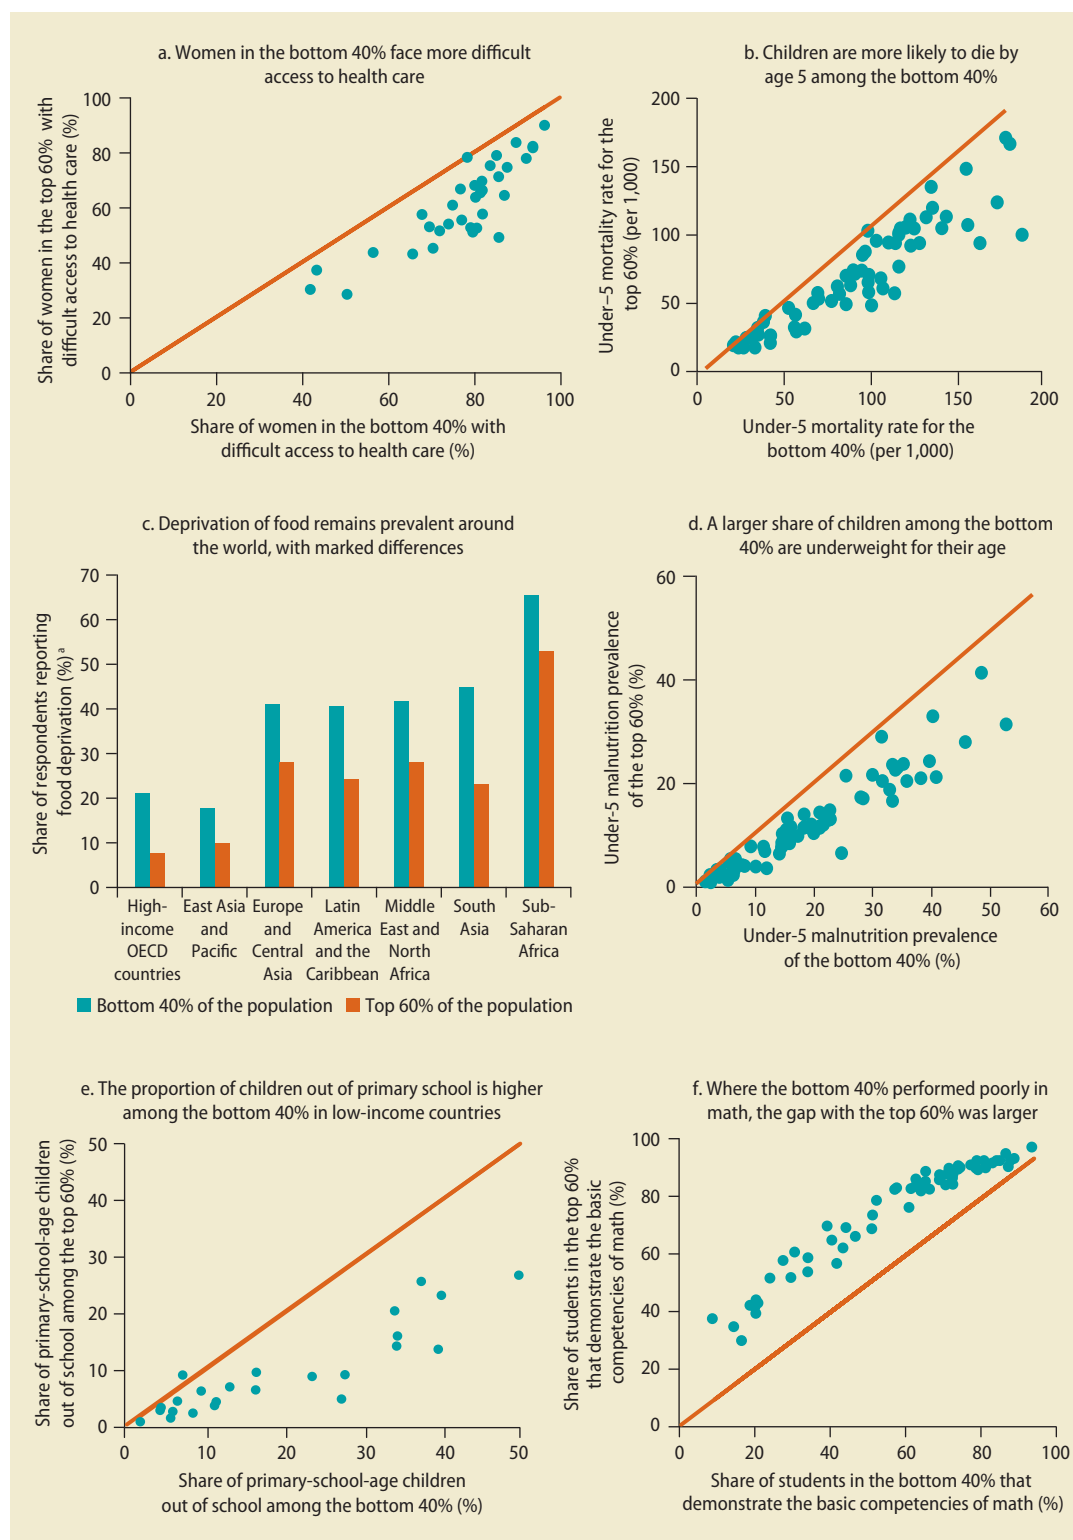 a. Women in the bottom 40% face more difficult
access to health care
Share of women in the top 60% with
difficult access to health care (%)
100
80
60
40
20
0
0 20 40 60 80 100
Share of women in the bottom 40% with
difficult access to health care (%)
b. Children are more likely to die by
age 5 among the bottom 40%
Under–5 mortality rate for the
top 60% (per 1,000)
200
150
100
50
0
0 50 100 150 200
Under-5 mortality rate for the
bottom 40% (per 1,000)
c. Deprivation of food remains prevalent around
the world, with marked differences
Share of respondents reporting
food deprivation (%)a
70
60
50
40
30
20
10
0
High-
income
OECD
countries
East Asia
and
Pacific
Europe
and
Central
Asia
Latin
America
and the
Caribbean
Middle
East and
North
Africa
South
Asia
Sub-
Saharan
Africa
Bottom 40% of the population
Top 60% of the population
d. A larger share of children among the bottom
40% are underweight for their age
Under-5 malnutrition prevalence
of the top 60% (%)
60
40
20
0
0 10 20 30 40 50 60
Under-5 malnutrition prevalence
of the bottom 40% (%)
e. The proportion of children out of primary school is higher
among the bottom 40% in low-income countries
Share of primary-school-age children
out of school among the top 60% (%)
50
40
30
20
10
0
0 10 20 30 40 50
Share of primary-school-age children
out of school among the bottom 40% (%)
f. Where the bottom 40% performed poorly in
math, the gap with the top 60% was larger
Share of students in the top 60%
that demonstrate the basic
competencies of math (%)
100
80
60
40
20
0
0 20 40 60 80 100
Share of students in the bottom 40% that
demonstrate the basic competencies of math (%)